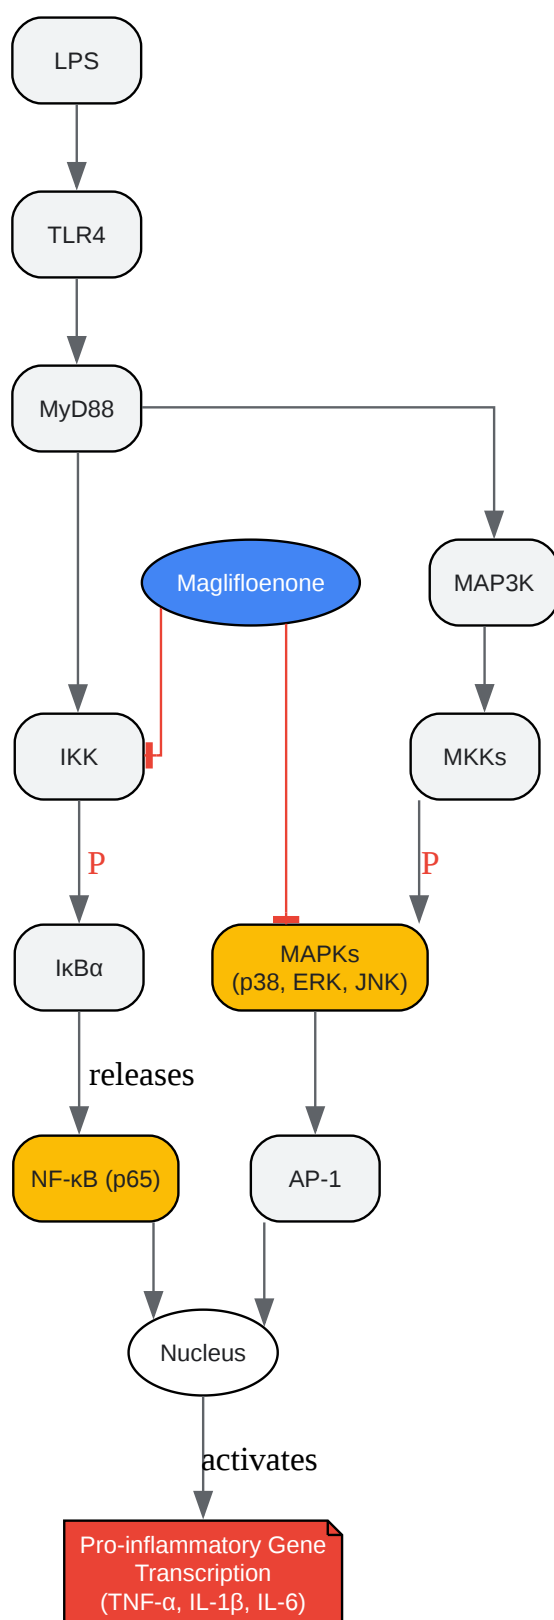 LPS
TLR4
MyD88
Maglifloenone
MAP3K
IKK
MKKs
P
P
IκBα
MAPKs
(p38, ERK, JNK)
releases
NF-κB (p65)
AP-1
Nucleus
activates
Pro-inflammatory Gene
Transcription
(TNF-α, IL-1β, IL-6)